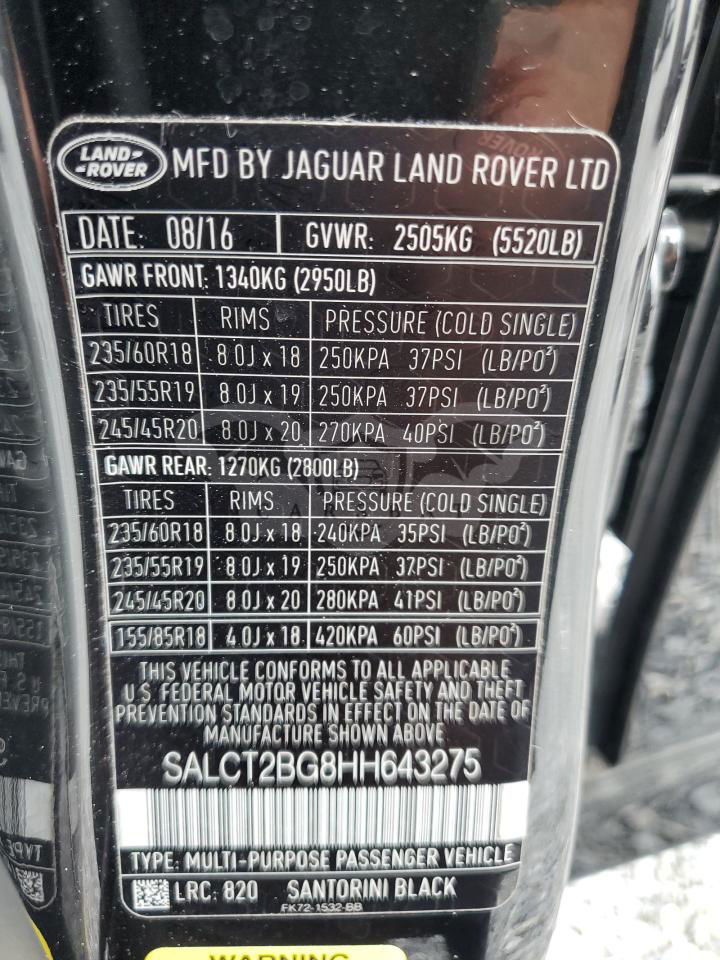 LAND-
-ROVER
MFD BY JAGUAR LAND ROVER LTD
DATE: 08/16 GVWR: 2505KG (5520LB)
GAWR FRONT: 1340KG (2950LB)
TIRES RIMS PRESSURE (COLD SINGLE)
235/60R18 8.0J x 18 250KPA 37PSI (LB/PO²)
235/55R19 8.0J x 19 250KPA 37PSI (LB/PO²)
245/45R20 8.0J x 20 270KPA 40PSI (LB/PO²)
GAWR REAR: 1270KG (2800LB)
TIRES RIMS PRESSURE (COLD SINGLE)
235/60R18 8.0J x 18 240KPA 35PSI (LB/PO²)
235/55R19 8.0J x 19 250KPA 37PSI (LB/PO²)
245/45R20 8.0J x 20 280KPA 41PSI (LB/PO²)
155/85R18 4.0J x 18 420KPA 60PSI (LB/PO²)
THIS VEHICLE CONFORMS TO ALL APPLICABLE
U.S FEDERAL MOTOR VEHICLE SAFETY AND THEFT
PREVENTION STANDARDS IN EFFECT ON THE DATE OF
MANUFACTURE SHOWN ABOVE
SALCT2BG8HH643275
TYPE: MULTI-PURPOSE PASSENGER VEHICLE
LRC: 820 SANTORINI BLACK
FK72-1532-BB
WARNING